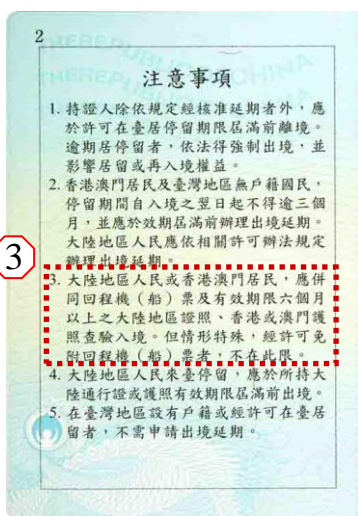 2
THEREPUBLIC
CHINA
注意事項
1. 持證人除依規定經核准延期者外，應
於許可在臺居停留期限屆滿前離境。
逾期居停留者，依法得強制出境，並
影響居留或再入境權益。
2. 香港澳門居民及臺灣地區無戶籍國民，
停留期間自入境之翌日起不得逾三個
月，並應於效期屆滿前辦理出境延期。
大陸地區人民應依相關許可辦法規定
辦理出境延期。
3
3. 大陸地區人民或香港澳門居民，應併
同回程機（船）票及有效期限六個月
以上之大陸地區證照、香港或澳門護
照查驗入境。但情形特殊，經許可免
附回程機（船）票者，不在此限。
4. 大陸地區人民來臺停留，應於所持大
陸通行證或護照有效期限屆滿前出境。
5. 在臺灣地區設有戶籍或經許可在臺居
留者，不需申請出境延期。